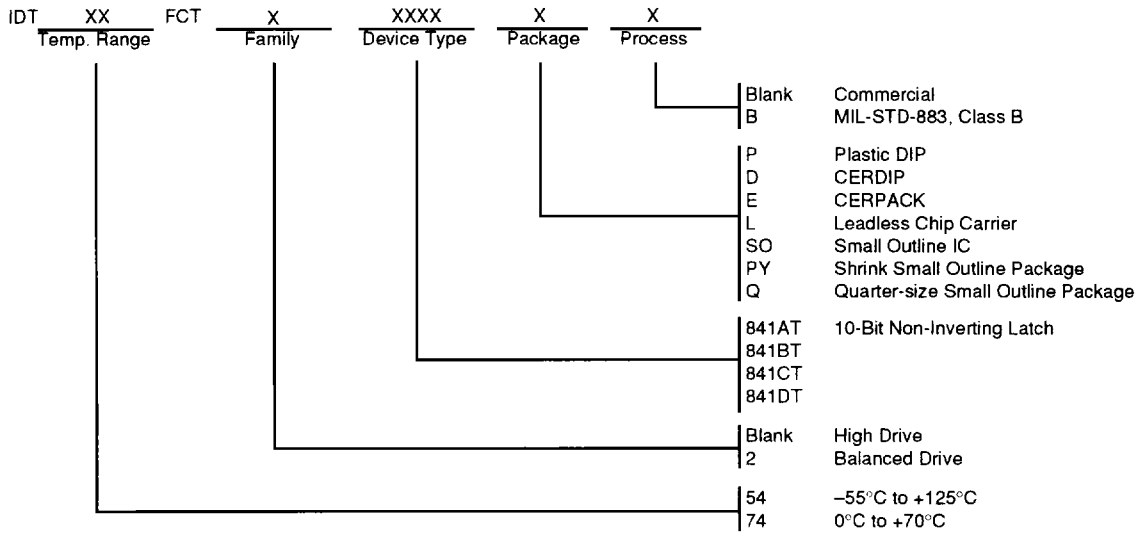 IDT XX FCT X XXXX X X
Temp. Range Family Device Type Package Process
Blank Commercial
B MIL-STD-883, Class B
P Plastic DIP
D CERDIP
E CERPACK
L Leadless Chip Carrier
SO Small Outline IC
PY Shrink Small Outline Package
Q Quarter-size Small Outline Package
841AT 10-Bit Non-Inverting Latch
841BT
841CT
841DT
Blank High Drive
2 Balanced Drive
54 –55°C to +125°C
74 0°C to +70°C